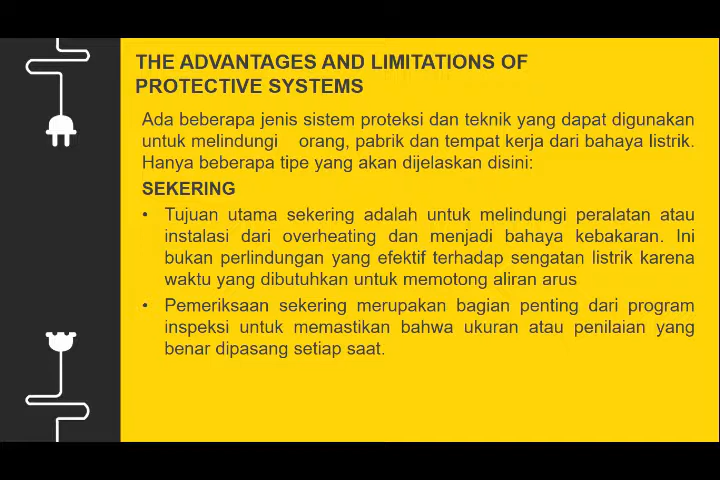 THE ADVANTAGES AND LIMITATIONS OF
PROTECTIVE SYSTEMS
Ada beberapa jenis sistem proteksi dan teknik yang dapat digunakan
untuk melindungi orang, pabrik dan tempat kerja dari bahaya listrik.
Hanya beberapa tipe yang akan dijelaskan disini:
SEKERING
• Tujuan utama sekering adalah untuk melindungi peralatan atau
instalasi dari overheating dan menjadi bahaya kebakaran. Ini
bukan perlindungan yang efektif terhadap sengatan listrik karena
waktu yang dibutuhkan untuk memotong aliran arus
• Pemeriksaan sekering merupakan bagian penting dari program
inspeksi untuk memastikan bahwa ukuran atau penilaian yang
benar dipasang setiap saat.